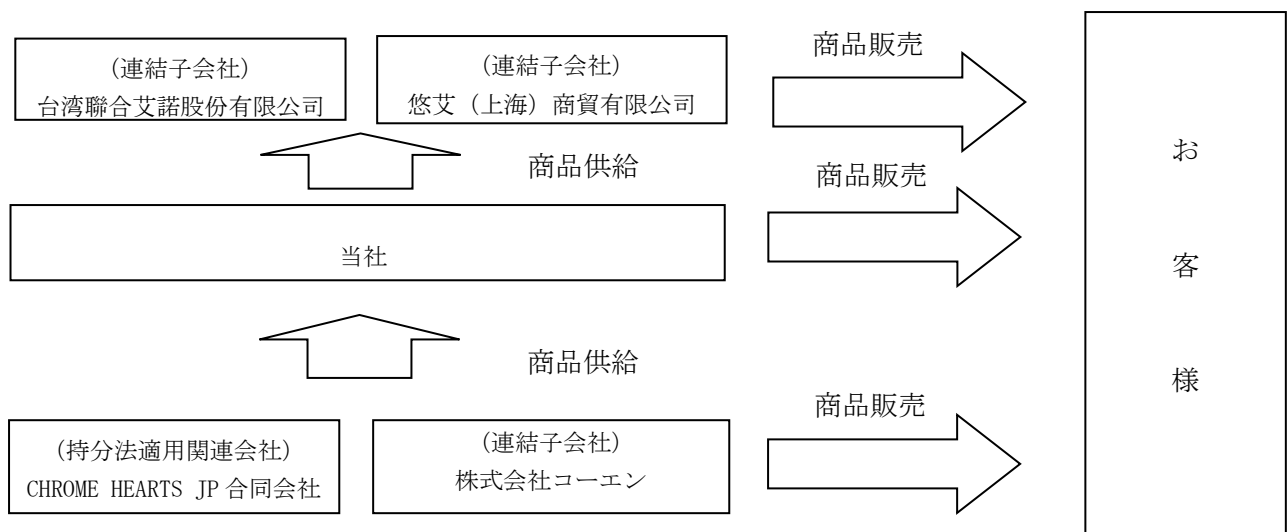 (連結子会社)
台湾聯合艾諾股份有限公司
(連結子会社)
悠艾（上海）商貿有限公司
商品販売
商品供給
商品販売
当社
商品供給
商品販売
(持分法適用関連会社)
CHROME HEARTS JP 合同会社
(連結子会社)
株式会社コーエン
お
客
様